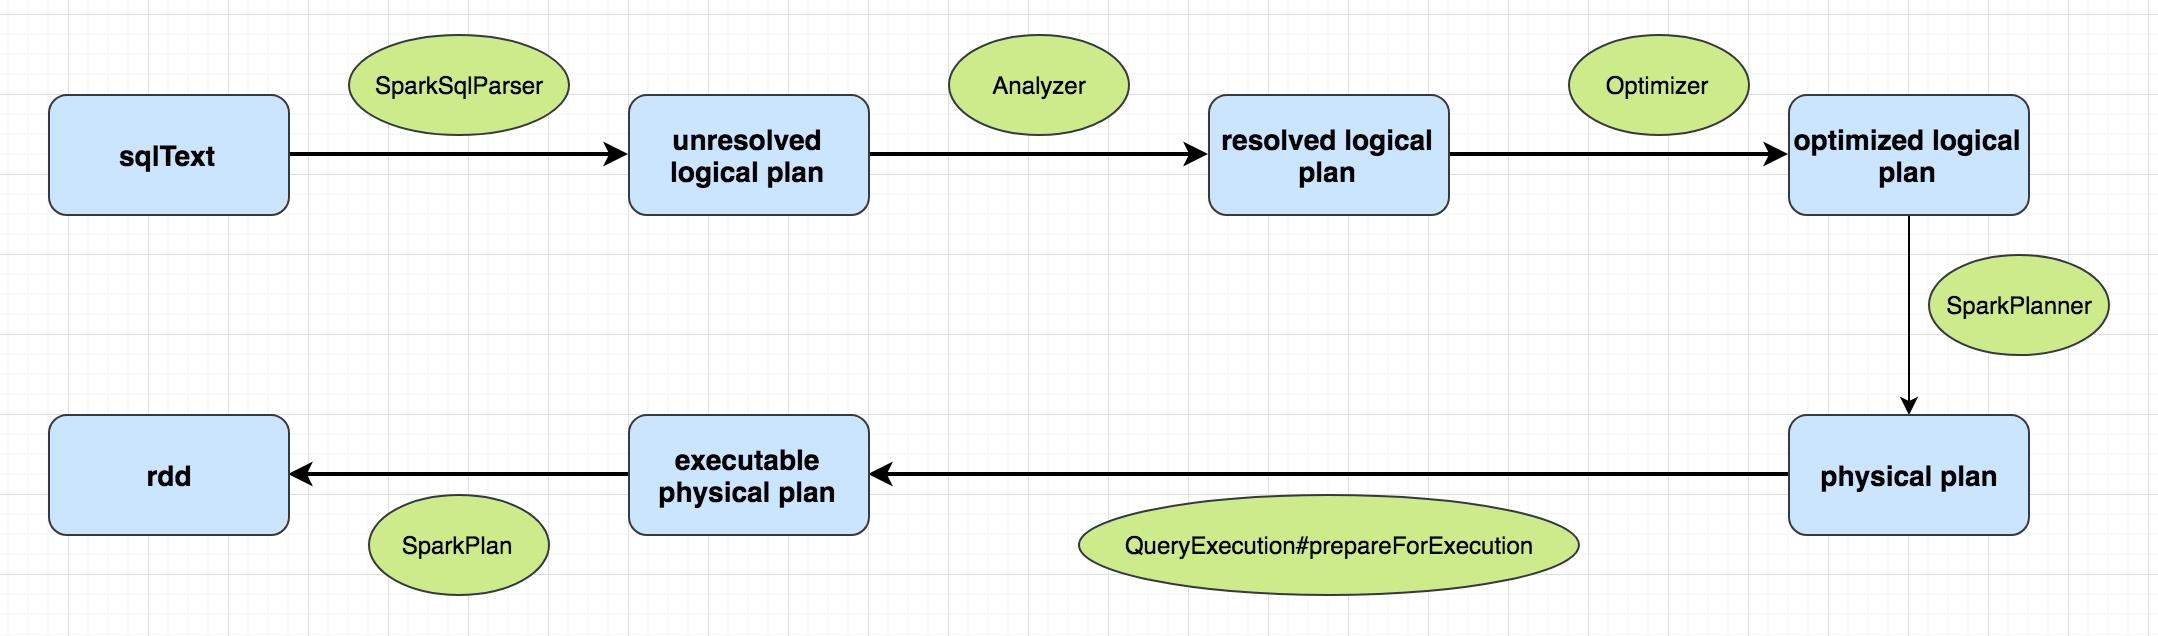 SparkSqlParser
Analyzer
Optimizer
sqlText
unresolved
logical plan
resolved logical
plan
optimized logical
plan
SparkPlanner
rdd
executable
physical plan
physical plan
SparkPlan
QueryExecution#prepareForExecution